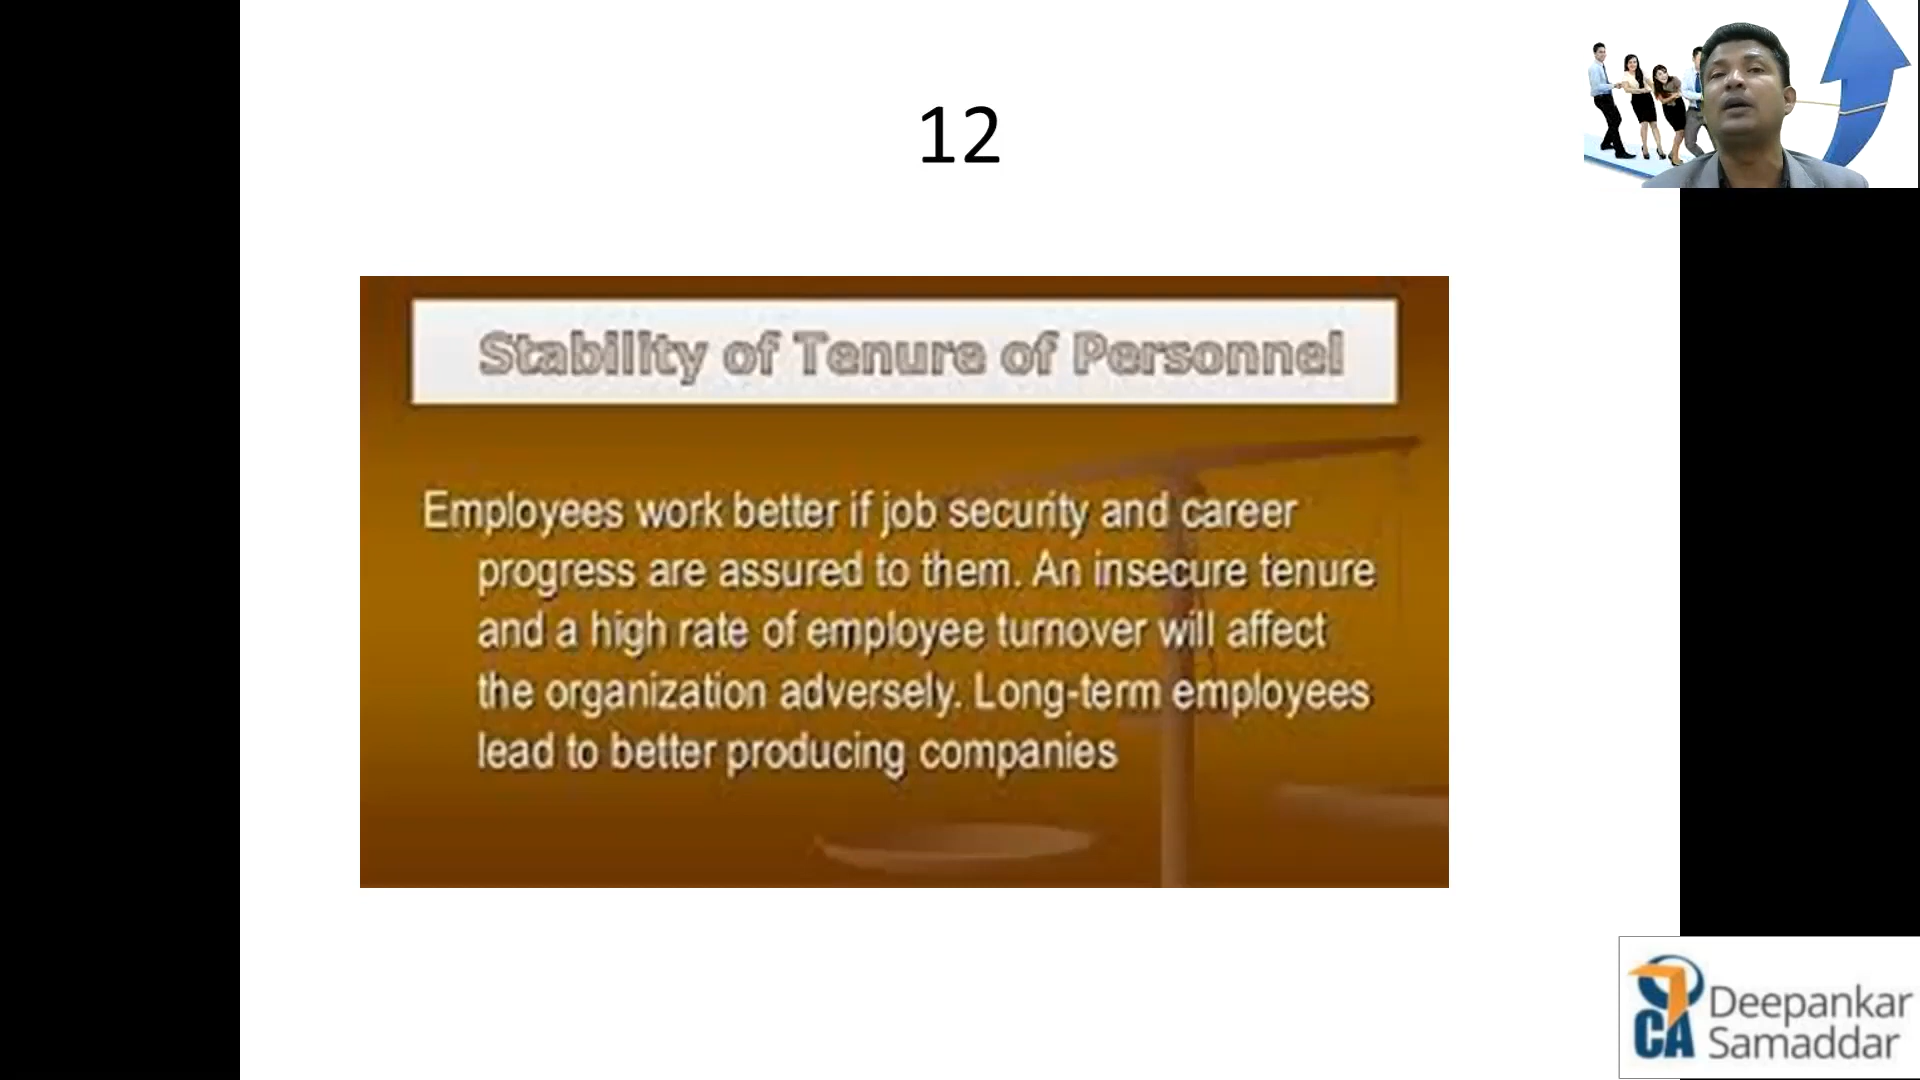 12
Stability of Tenure of Personnel
Employees work better if job security and career
progress are assured to them. An insecure tenure
and a high rate of employee turnover will affect
the organization adversely. Long-term employees
lead to better producing companies
CA Deepankar
Samaddar